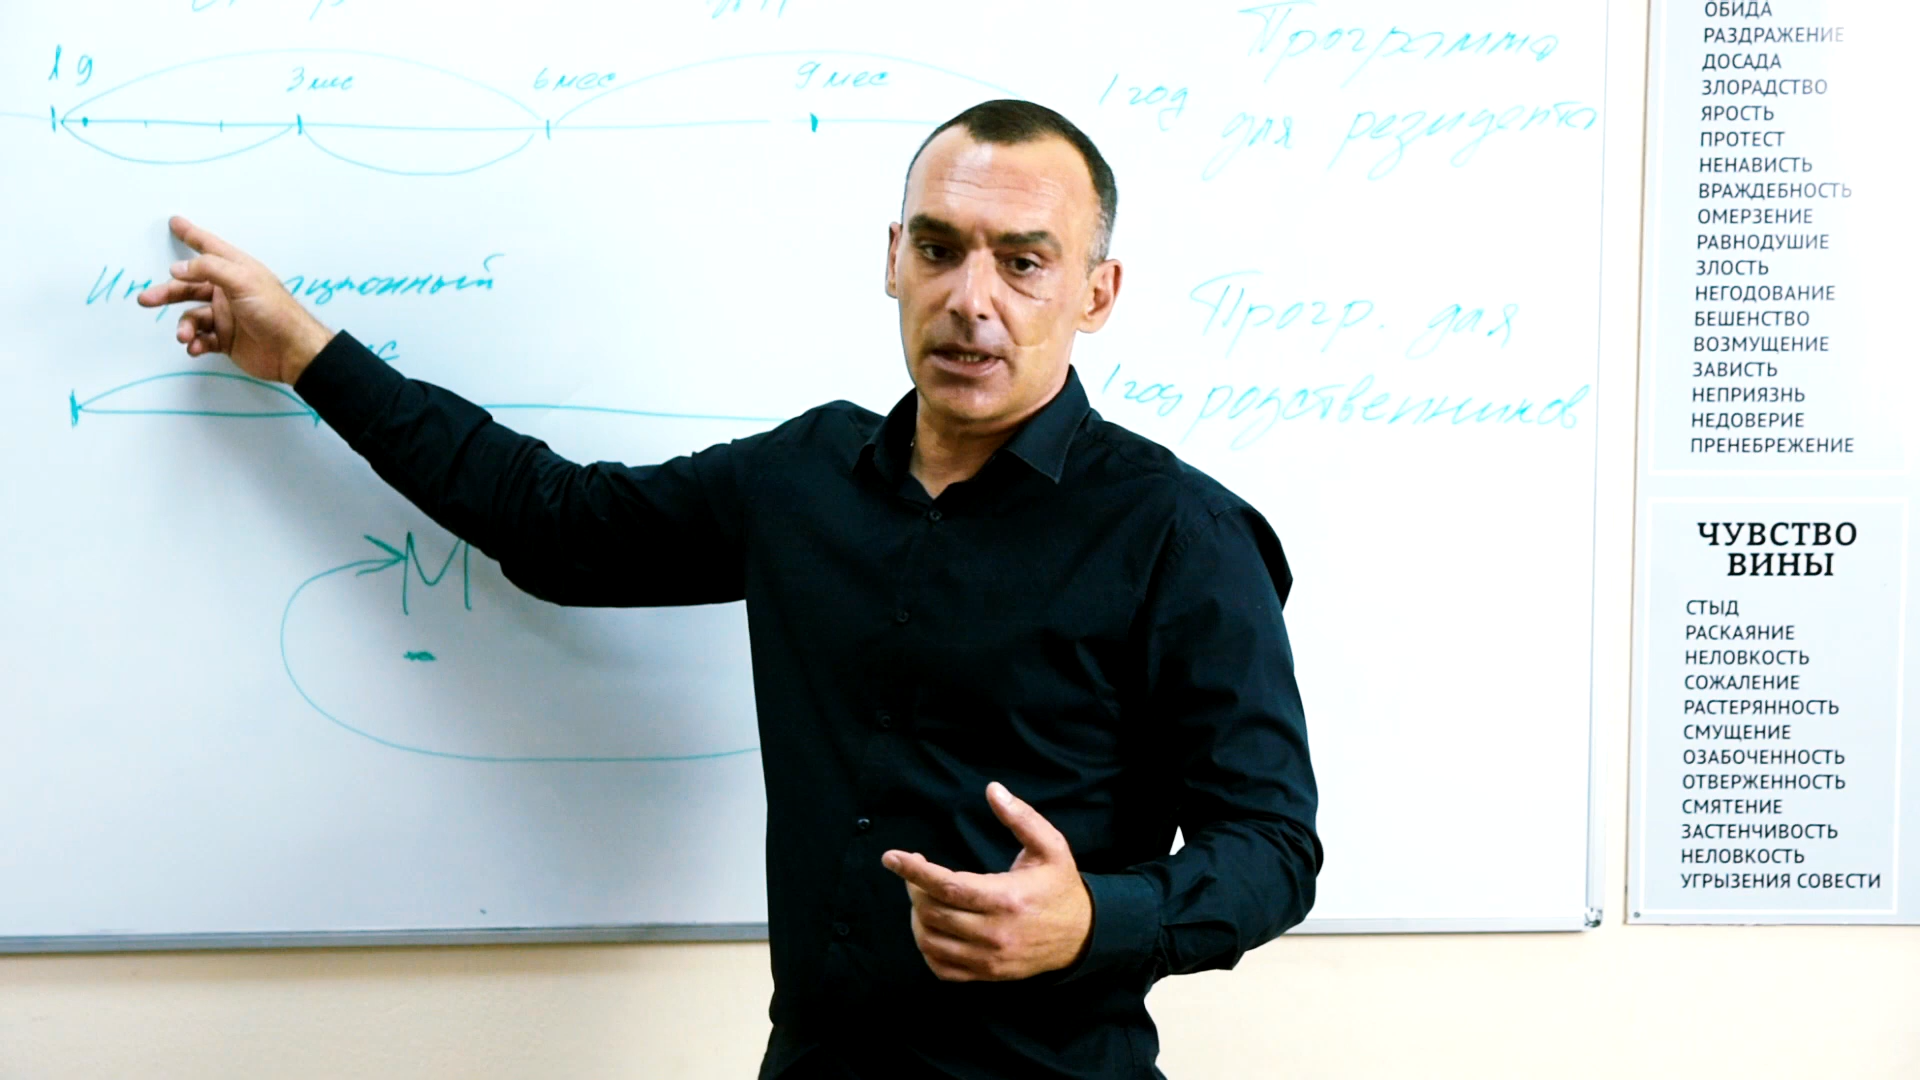 1 д
3 мес
6 мес
9 мес
1 год
Программа
для резидента
1 год
Прогр. для
родственников
М
-
ОБИДА
РАЗДРАЖЕНИЕ
ДОСАДА
ЗЛОРАДСТВО
ЯРОСТЬ
ПРОТЕСТ
НЕНАВИСТЬ
ВРАЖДЕБНОСТЬ
ОМЕРЗЕНИЕ
РАВНОДУШИЕ
ЗЛОСТЬ
НЕГОДОВАНИЕ
БЕШЕНСТВО
ВОЗМУЩЕНИЕ
ЗАВИСТЬ
НЕПРИЯЗНЬ
НЕДОВЕРИЕ
ПРЕНЕБРЕЖЕНИЕ
ЧУВСТВО
ВИНЫ
СТЫД
РАСКАЯНИЕ
НЕЛОВКОСТЬ
СОЖАЛЕНИЕ
РАСТЕРЯННОСТЬ
СМУЩЕНИЕ
ОЗАБОЧЕННОСТЬ
ОТВЕРЖЕННОСТЬ
СМЯТЕНИЕ
ЗАСТЕНЧИВОСТЬ
НЕЛОВКОСТЬ
УГРЫЗЕНИЯ СОВЕСТИ